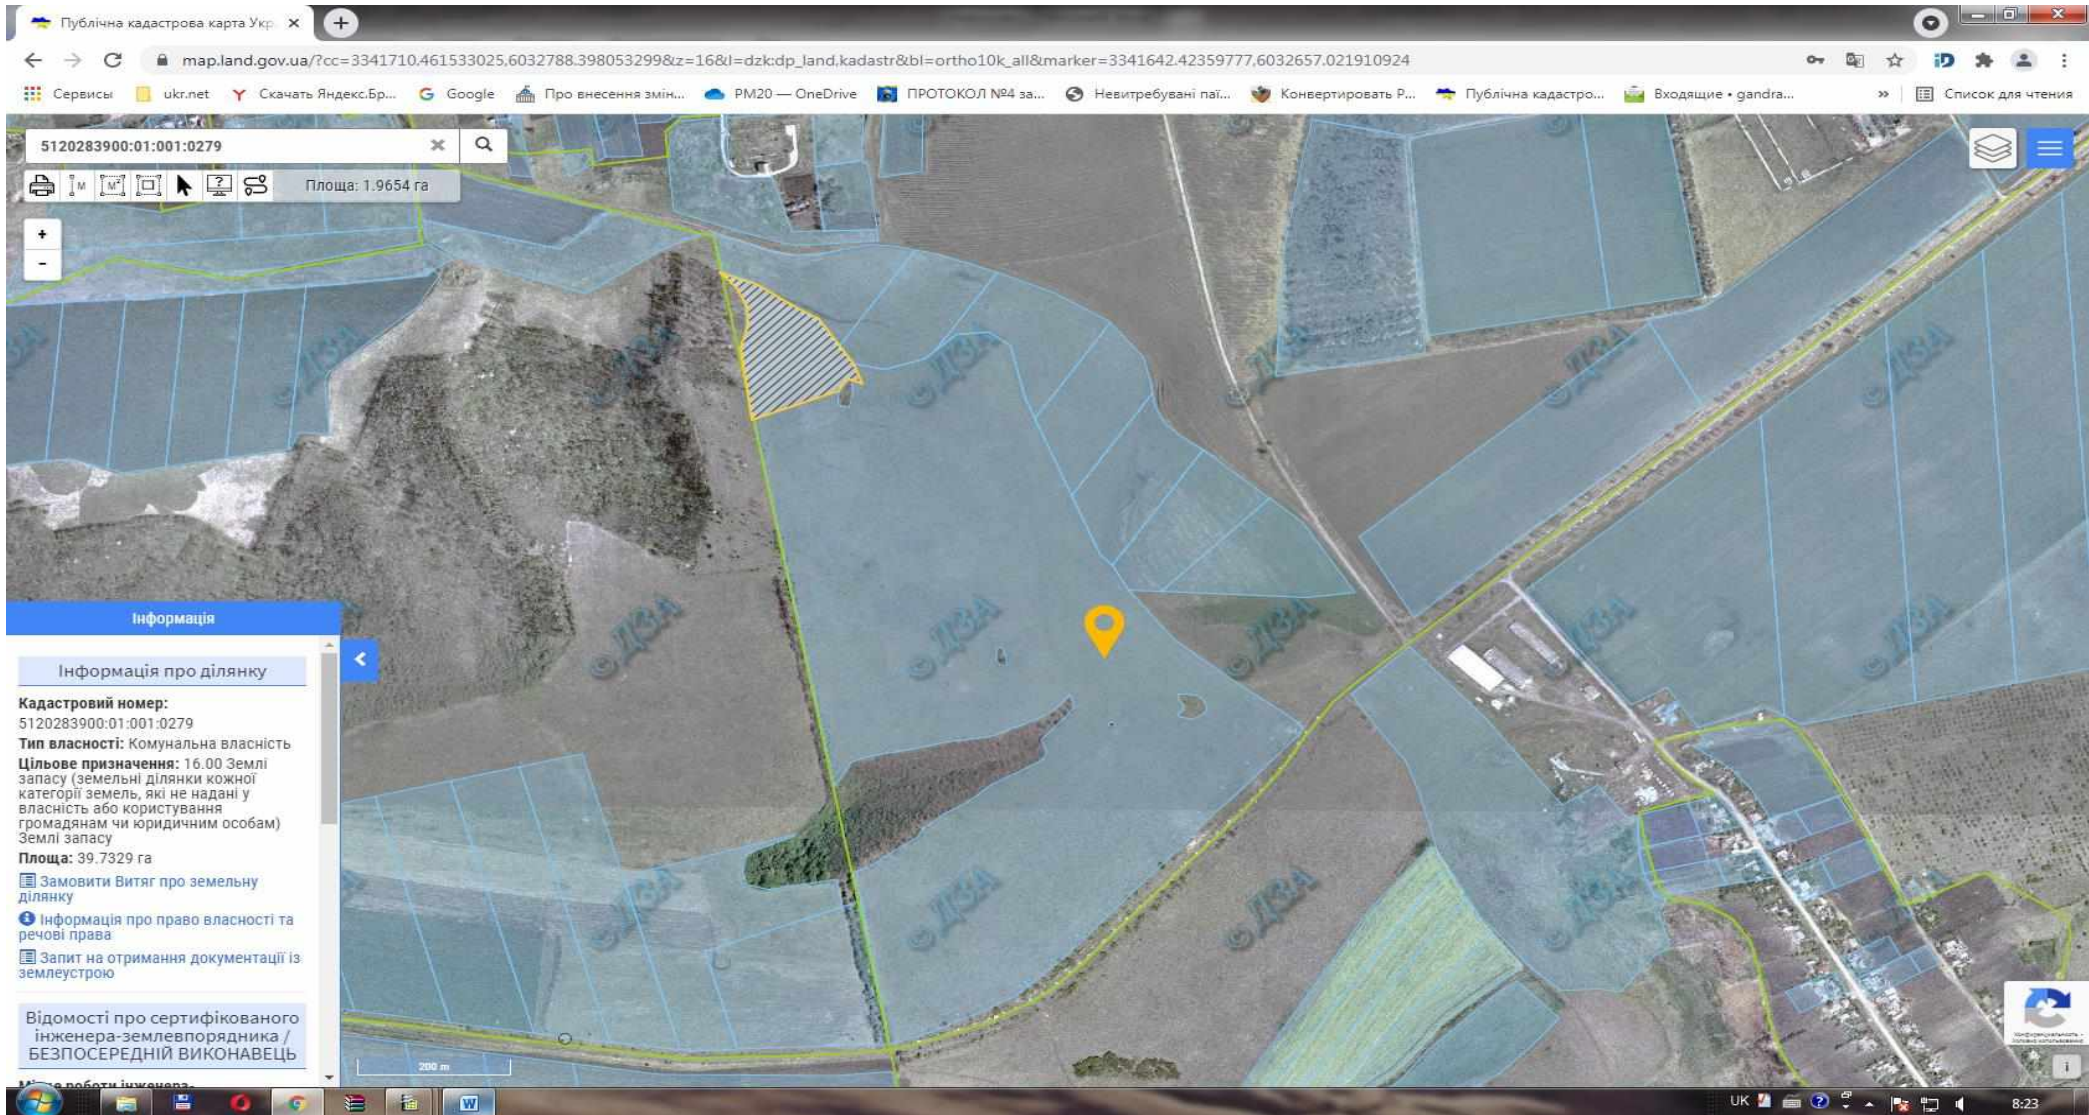 Публічна кадастрова карта Укр
map.land.gov.ua/?cc=3341710.461533025,6032788.398053299&z=16&l=dzk:dp_land,kadastr&bl=ortho10k_all&marker=3341642.42359777,6032657.021910924
Сервисы ukr.net Скачать Яндекс.Бр... Google Про внесення змін... PM20 — OneDrive ПРОТОКОЛ №4 за... Невитребувані паї... Конвертировать P... Публічна кадастро... Входящие • gandra... » Список для чтения
5120283900:01:001:0279
Площа: 1.9654 га
+
-
© ДЗА
Інформація
Інформація про ділянку
Кадастровий номер:
5120283900:01:001:0279
Тип власності: Комунальна власність
Цільове призначення: 16.00 Землі
запасу (земельні ділянки кожної
категорії земель, які не надані у
власність або користування
громадянам чи юридичним особам)
Землі запасу
Площа: 39.7329 га
Замовити Витяг про земельну
ділянку
Інформація про право власності та
речові права
Запит на отримання документації із
землеустрою
Відомості про сертифікованого
інженера-землевпорядника /
БЕЗПОСЕРЕДНІЙ ВИКОНАВЕЦЬ
роботи інженера-
200 m
UK 8:23